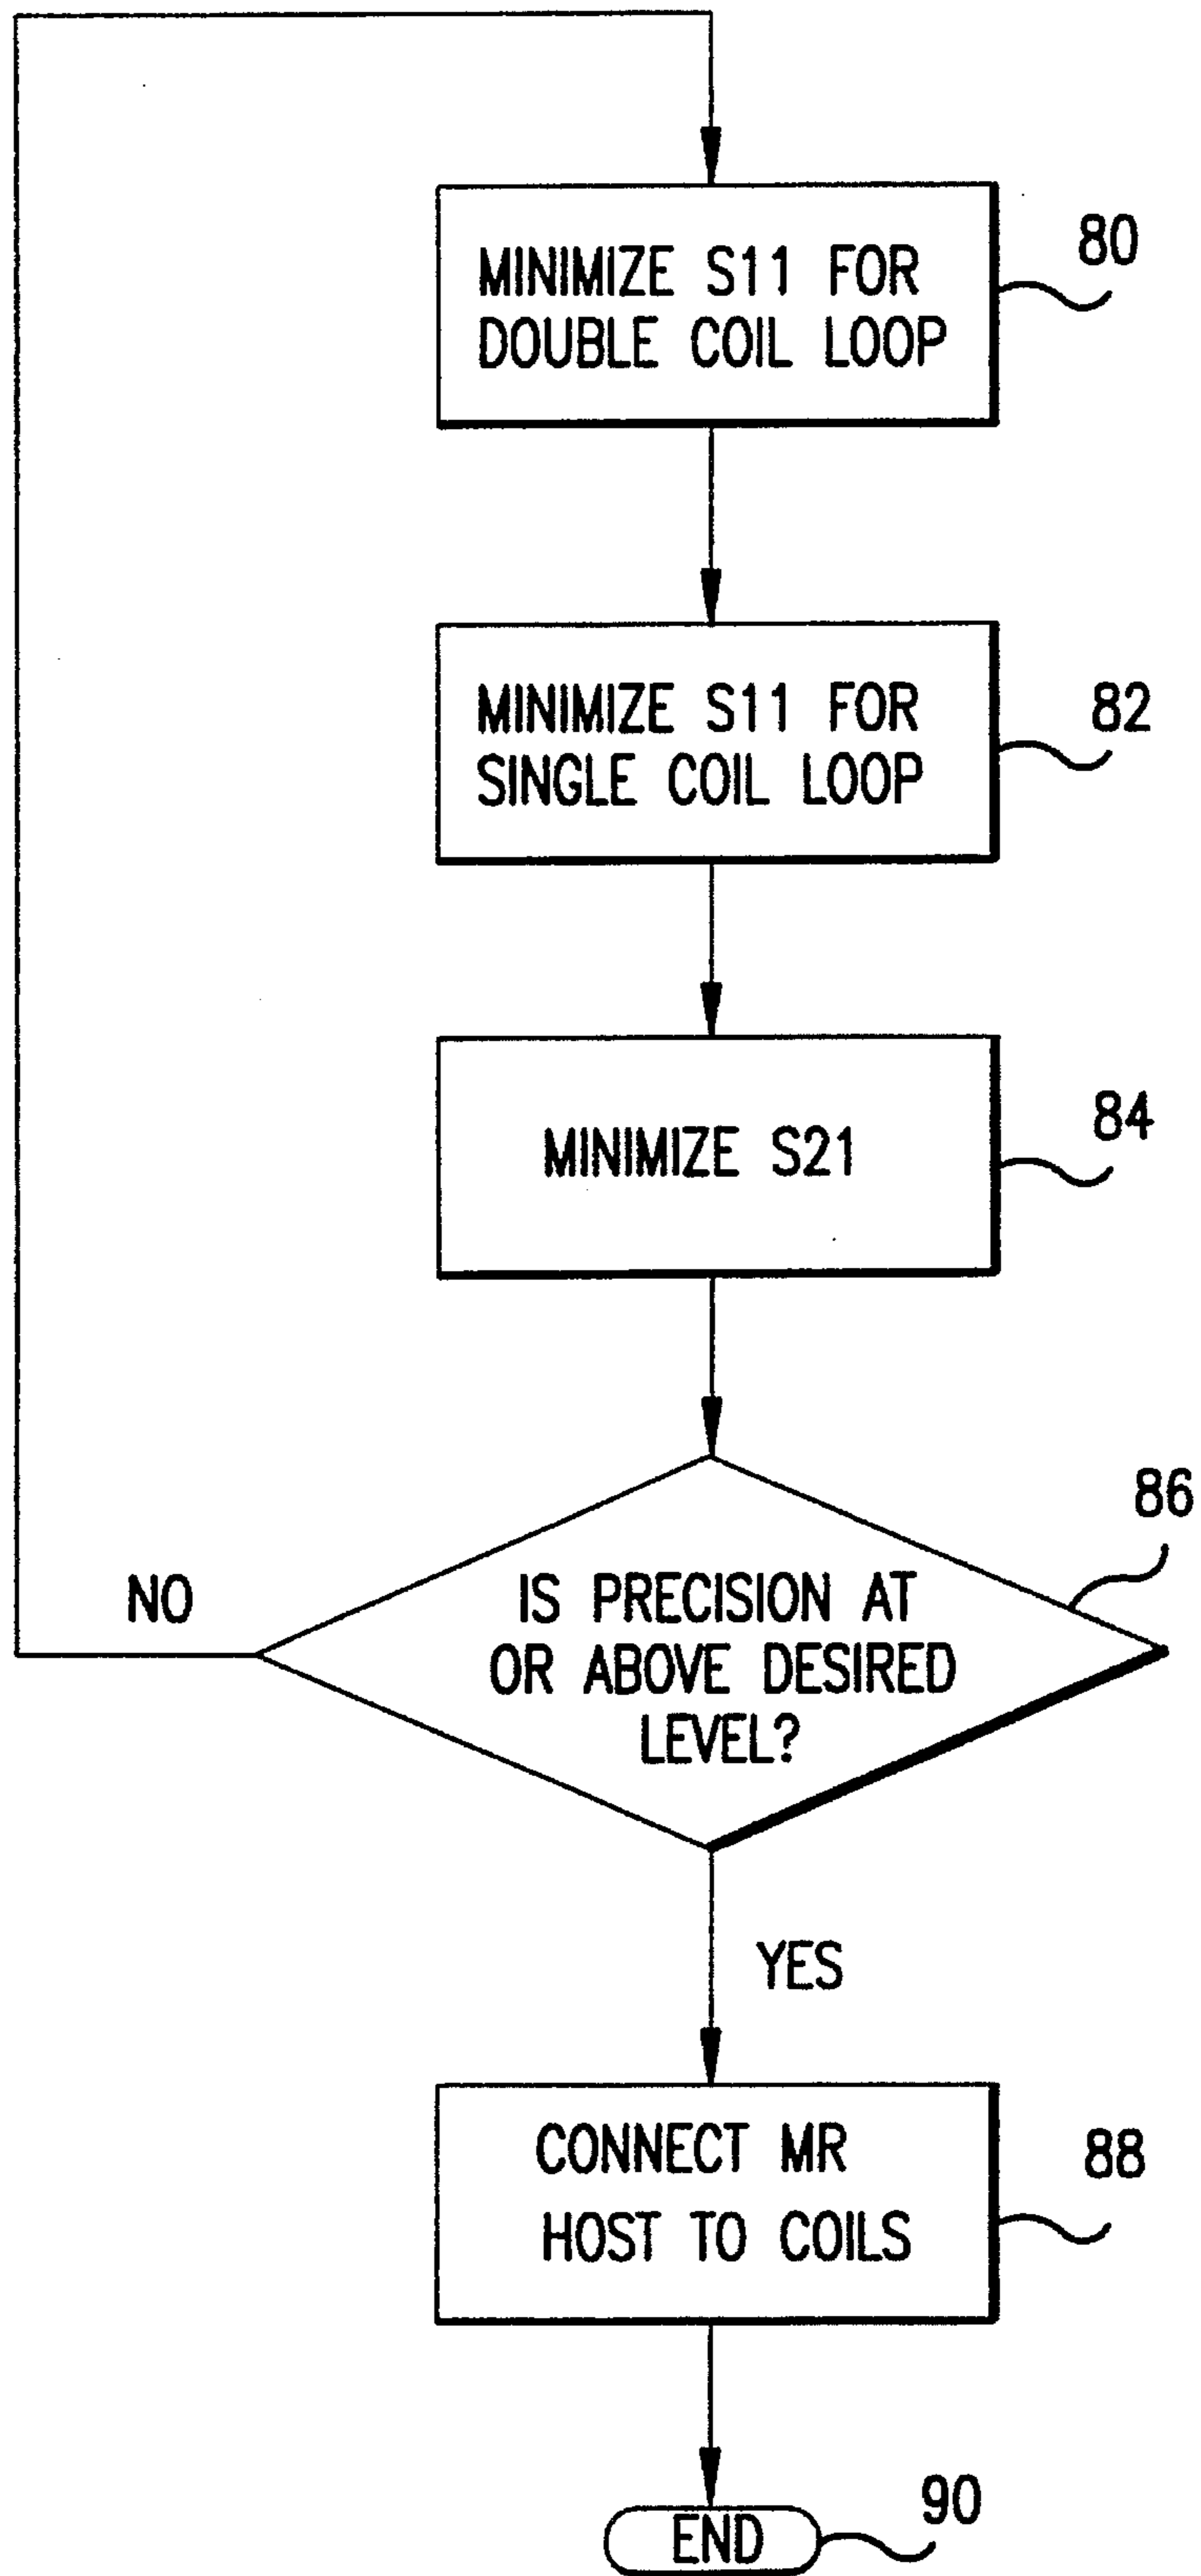 MINIMIZE S11 FOR
DOUBLE COIL LOOP
80
MINIMIZE S11 FOR
SINGLE COIL LOOP
82
MINIMIZE S21
84
IS PRECISION AT
OR ABOVE DESIRED
LEVEL?
86
NO
YES
CONNECT MR
HOST TO COILS
88
END
90